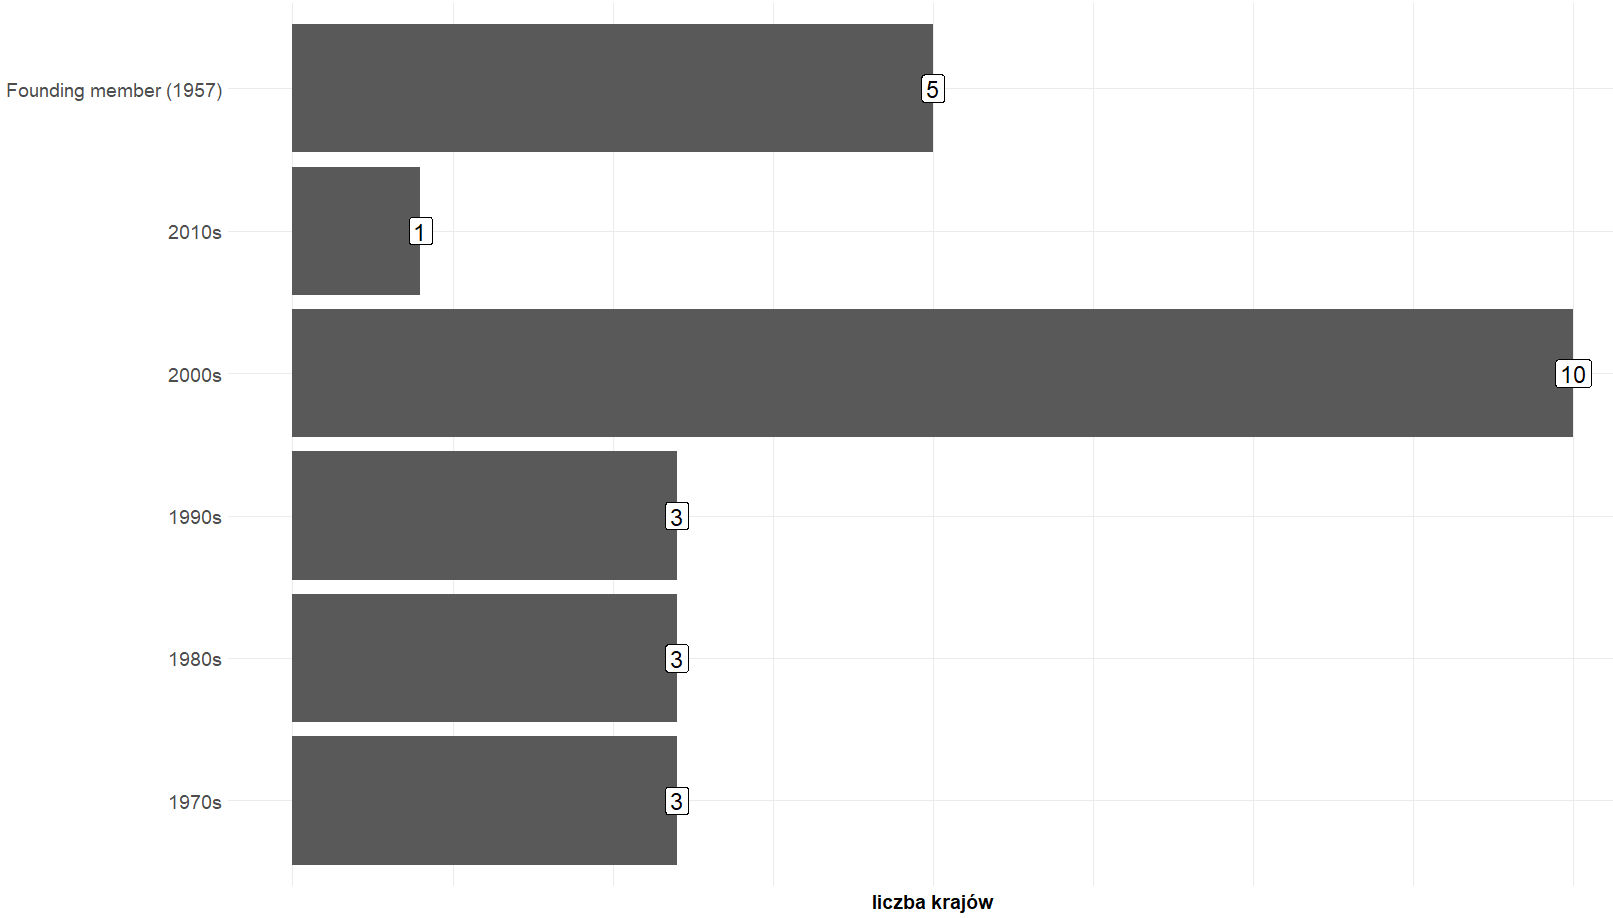 Founding member (1957)
5
2010s
1
2000s
10
1990s
3
1980s
3
1970s
3
liczba krajów